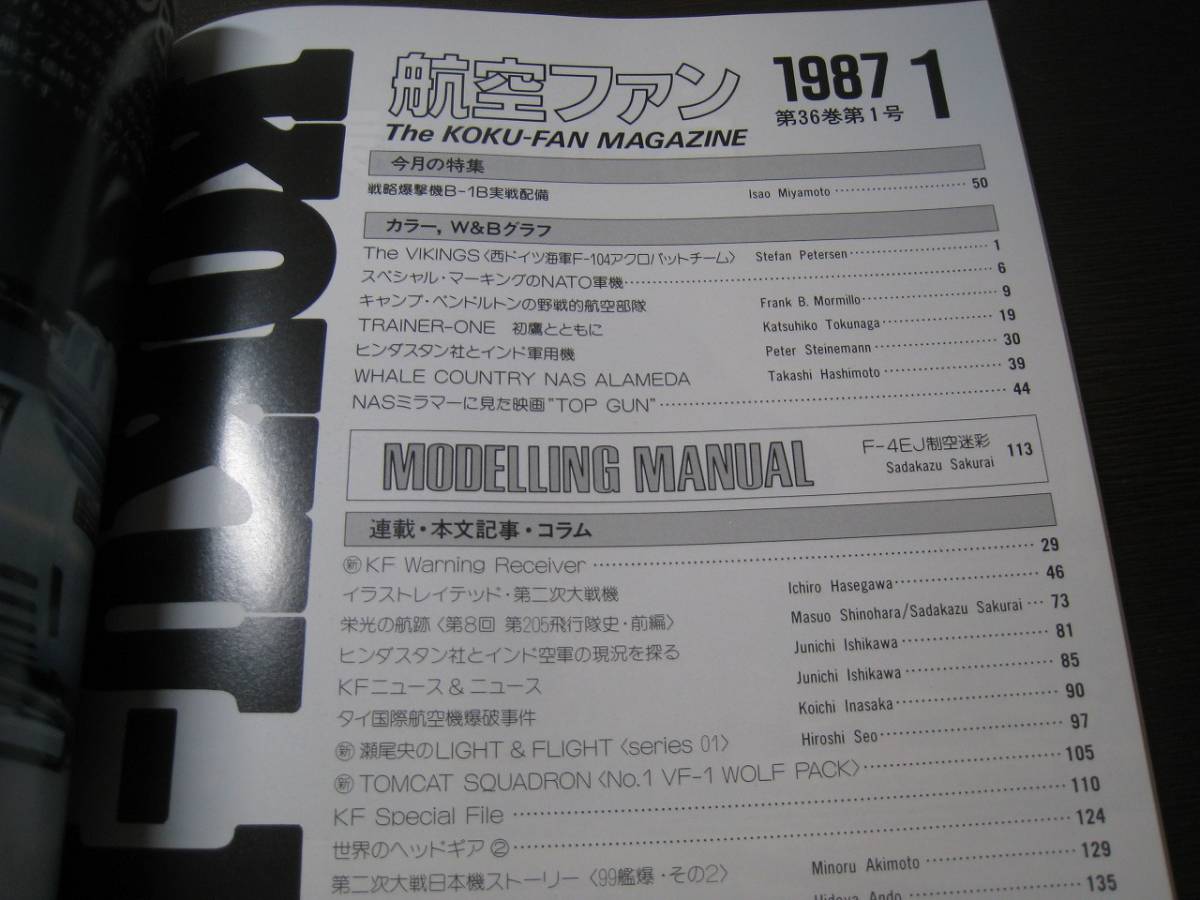 航空ファン 1987 1
The KOKU-FAN MAGAZINE 第36巻第1号
今月の特集
戦略爆撃機B-1B実戦配備 Isao Miyamoto 50
カラー, W&Bグラフ
The VIKINGS〈西ドイツ海軍F-104アクロバットチーム〉 Stefan Petersen 1
スペシャル・マーキングのNATO軍機 6
キャンプ・ペンドルトンの野戦的航空部隊 Frank B. Mormillo 9
TRAINER-ONE 初鷹とともに Katsuhiko Tokunaga 19
ヒンダスタン社とインド軍用機 Peter Steinemann 30
WHALE COUNTRY NAS ALAMEDA Takashi Hashimoto 39
NASミラマーに見た映画"TOP GUN" 44
MODELLING MANUAL F-4EJ制空迷彩 113
Sadakazu Sakurai
連載・本文記事・コラム
新 KF Warning Receiver 29
イラストレイテッド・第二次大戦機 Ichiro Hasegawa 46
栄光の航跡〈第8回 第205飛行隊史・前編〉 Masuo Shinohara/Sadakazu Sakurai 73
ヒンダスタン社とインド空軍の現況を探る Junichi Ishikawa 81
KFニュース&ニュース Junichi Ishikawa 85
タイ国際航空機爆破事件 Koichi Inasaka 90
新 瀬尾央のLIGHT & FLIGHT〈series 01〉 Hiroshi Seo 97
新 TOMCAT SQUADRON〈No.1 VF-1 WOLF PACK〉 105
KF Special File 110
世界のヘッドギア② 124
第二次大戦日本機ストーリー〈99艦爆・その2〉 Minoru Akimoto 129
135